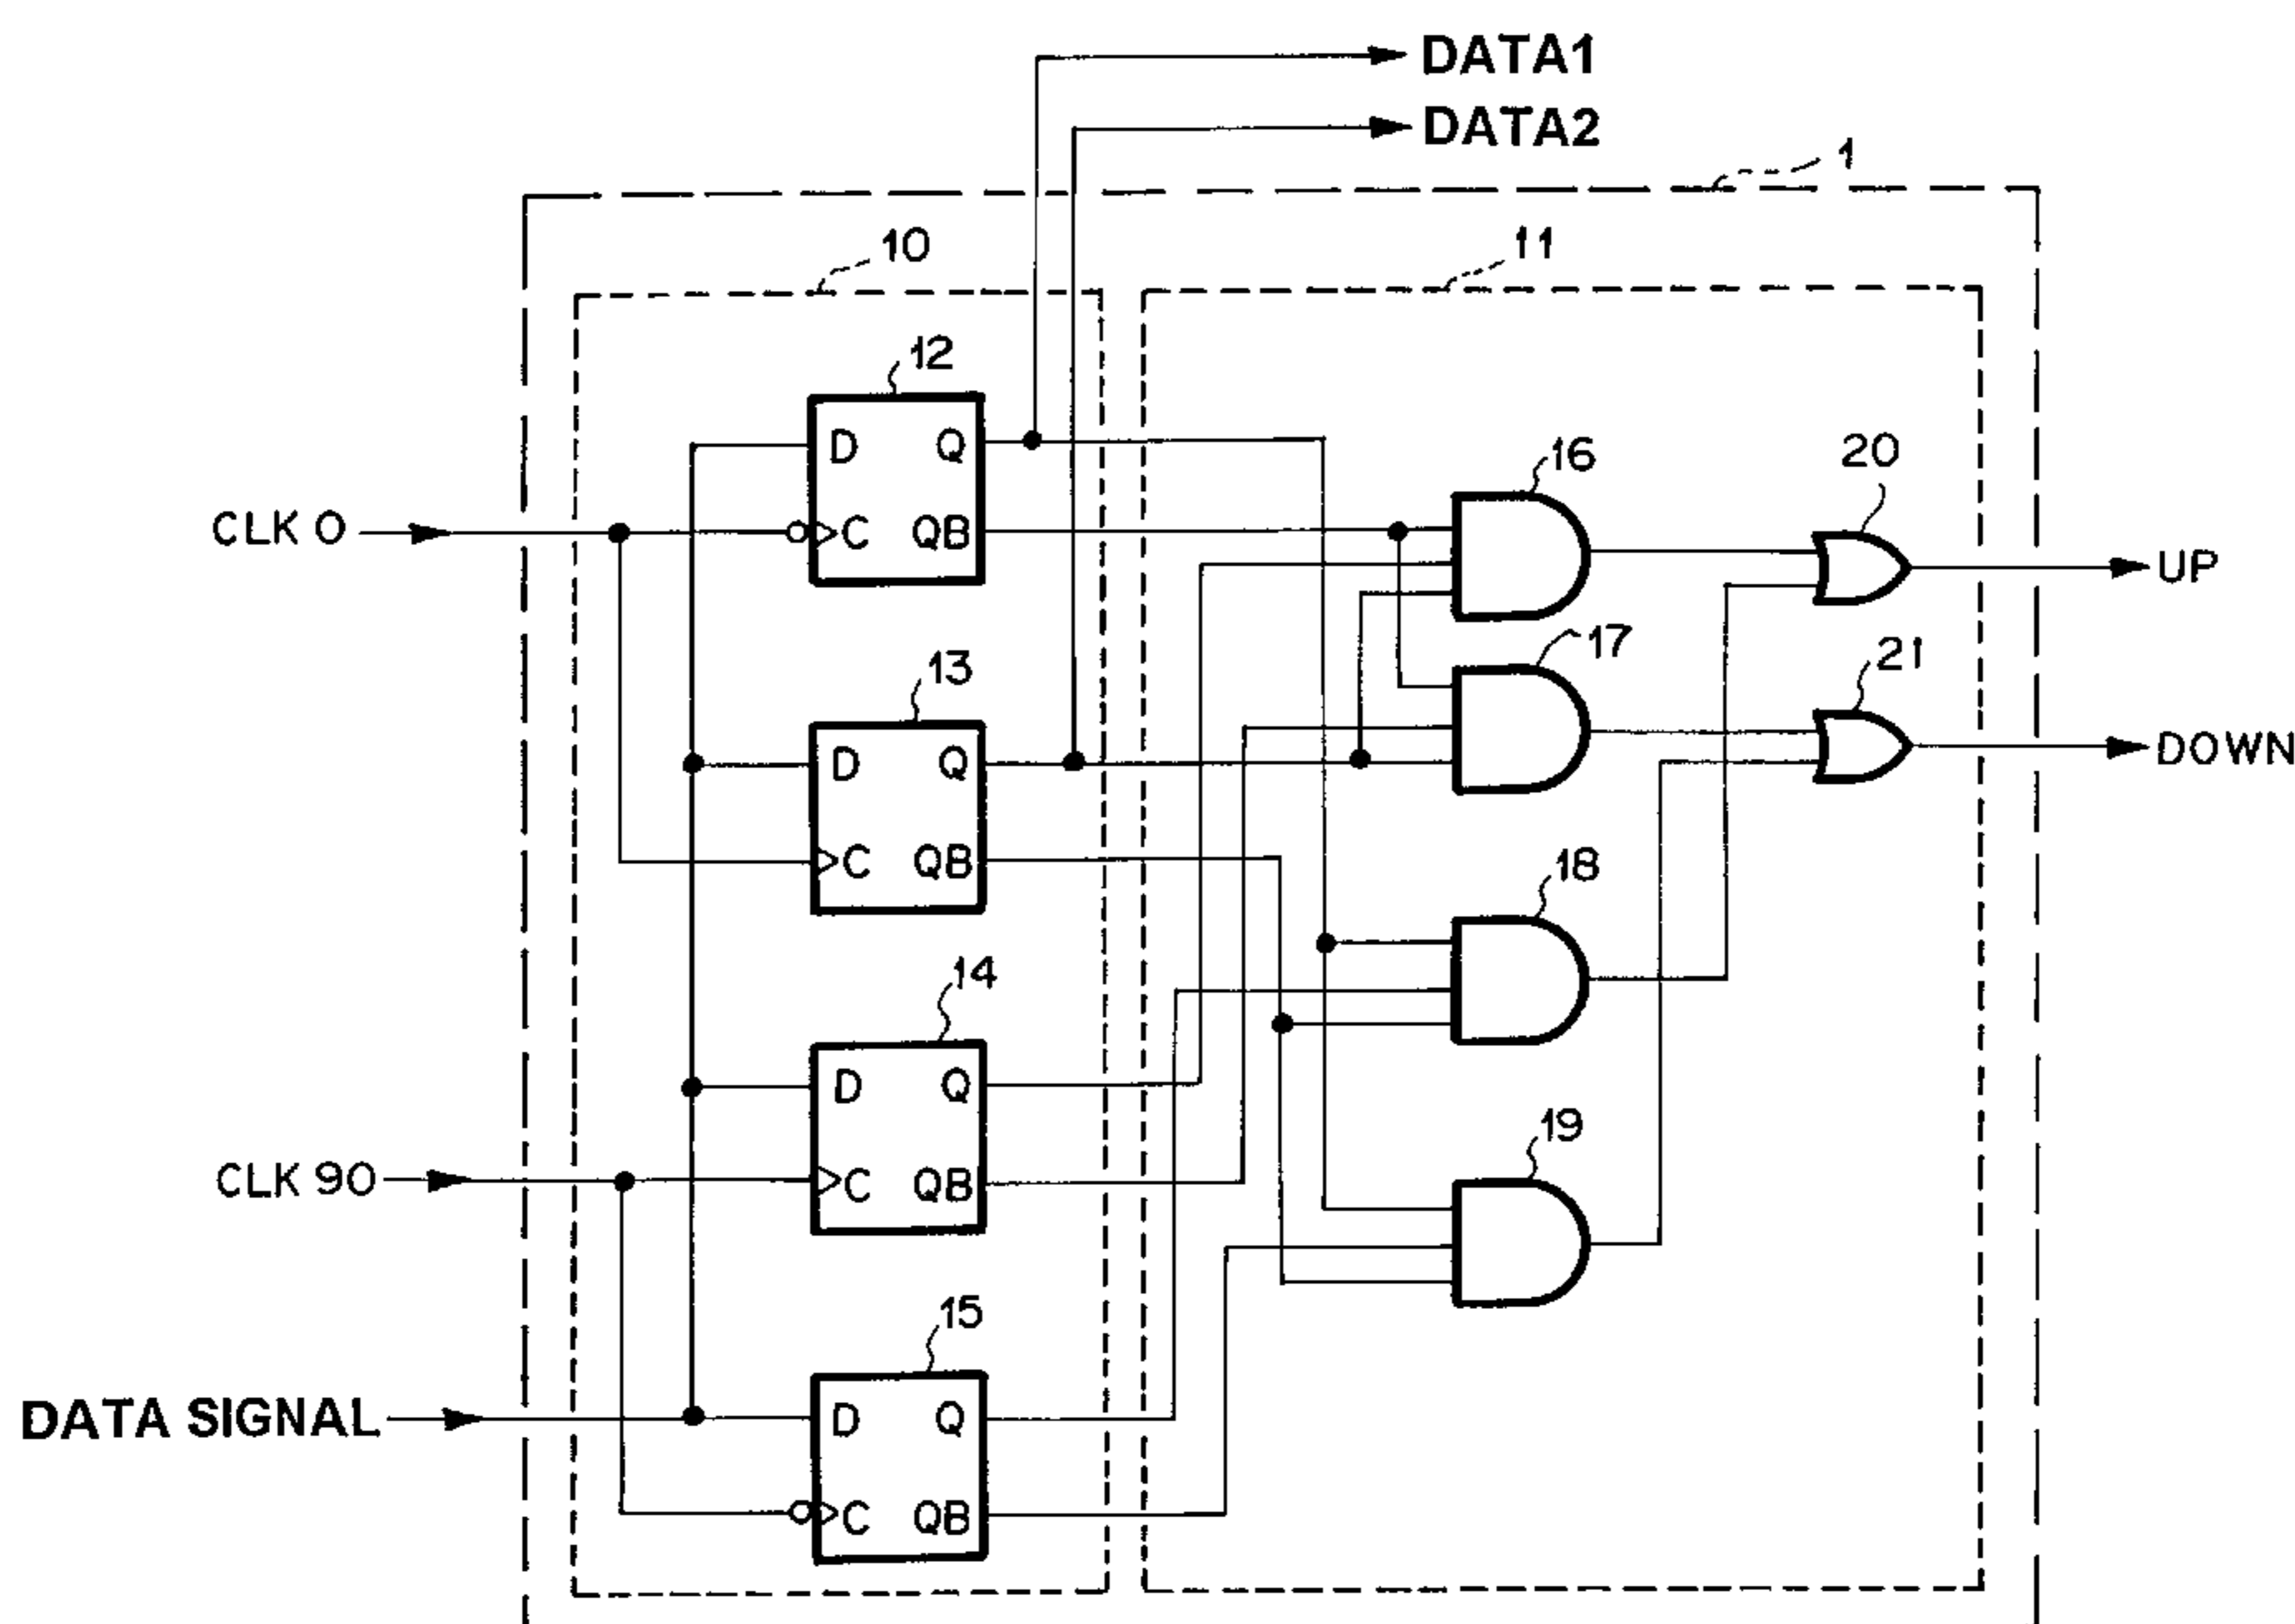 DATA1
DATA2
1
10
11
12
D Q
C QB
CLK 0
16
20
UP
17
21
DOWN
13
D Q
C QB
18
14
D Q
C QB
CLK 90
19
15
D Q
C QB
DATA SIGNAL